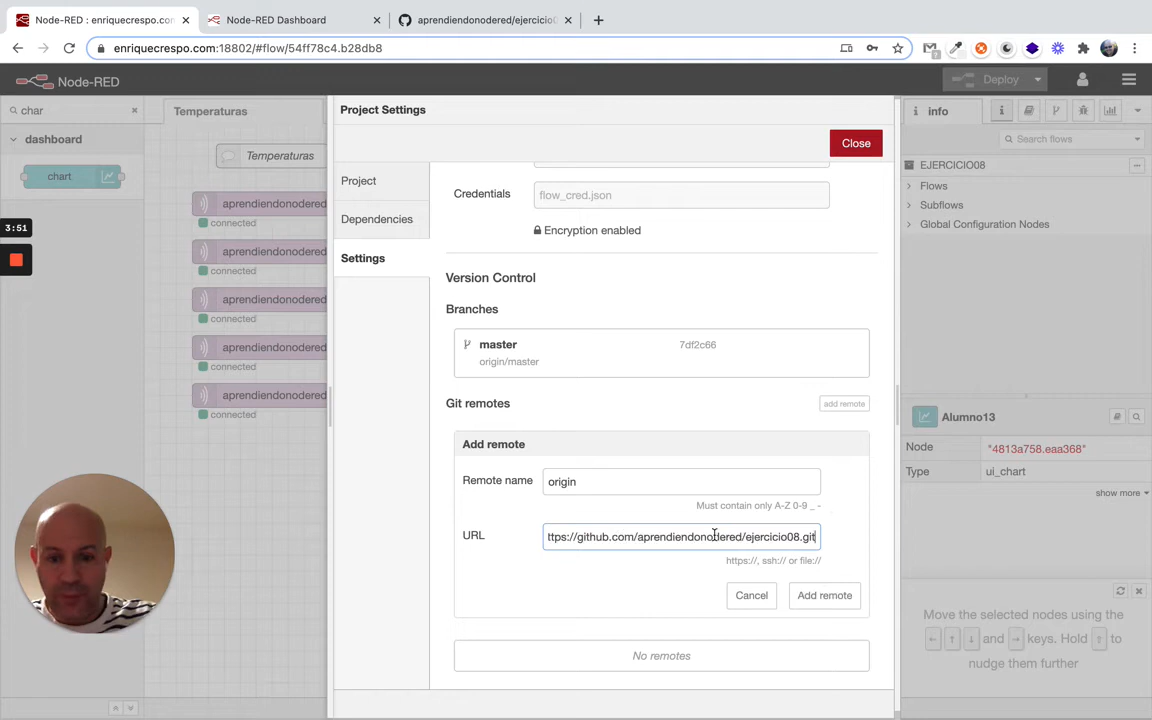 Node-RED : enriquecrespo.con
Node-RED Dashboard
aprendiendonodered/ejercicio
enriquecrespo.com:18802/#flow/54ff78c4.b28db8
Node-RED
Deploy
char
dashboard
chart
Temperaturas
Temperaturas
aprendiendonodered
connected
aprendiendonodered
connected
aprendiendonodered
connected
aprendiendonodered
connected
aprendiendonodered
connected
3:51
Project Settings
Close
Project
Dependencies
Settings
Credentials
flow_cred.json
Encryption enabled
Version Control
Branches
master
7df2c66
origin/master
Git remotes
add remote
Add remote
Remote name
origin
Must contain only A-Z 0-9 _ -
URL
ttps://github.com/aprendiendonodered/ejercicio08.git
https://, ssh:// or file://
Cancel
Add remote
No remotes
info
Search flows
EJERCICIO08
Flows
Subflows
Global Configuration Nodes
Alumno13
Node
"4813a758.eaa368"
Type
ui_chart
show more
Move the selected nodes using the
← ↑ ↓ and → keys. Hold ⇧ to
nudge them further